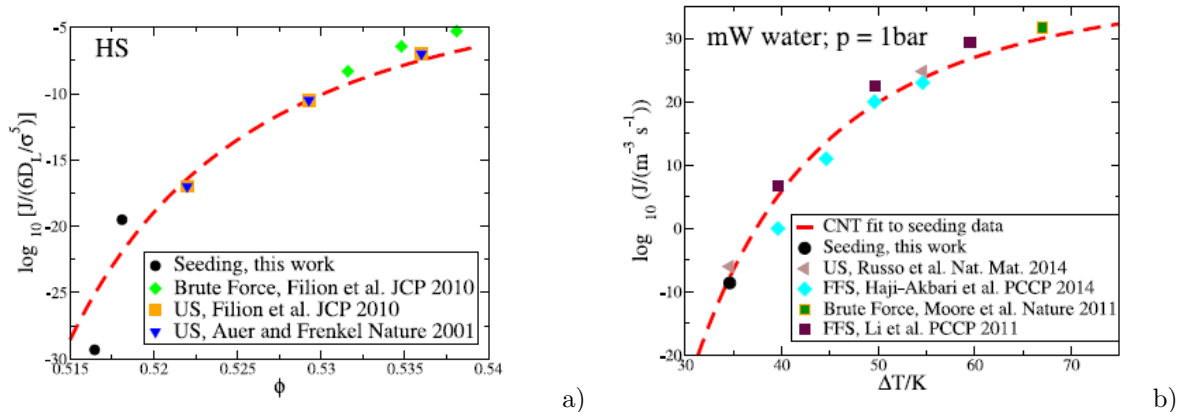 HS
log 10 [J/(6D_L/σ^5)]
-5
-10
-15
-20
-25
-30
Seeding, this work
Brute Force, Filion et al. JCP 2010
US, Filion et al. JCP 2010
US, Auer and Frenkel Nature 2001
0.515 0.52 0.525 0.53 0.535 0.54
ϕ
a)
mW water; p = 1bar
log 10 (J/(m^-3 s^-1))
30
20
10
0
-10
-20
CNT fit to seeding data
Seeding, this work
US, Russo et al. Nat. Mat. 2014
FFS, Haji-Akbari et al. PCCP 2014
Brute Force, Moore et al. Nature 2011
FFS, Li et al. PCCP 2011
30 40 50 60 70
ΔT/K
b)